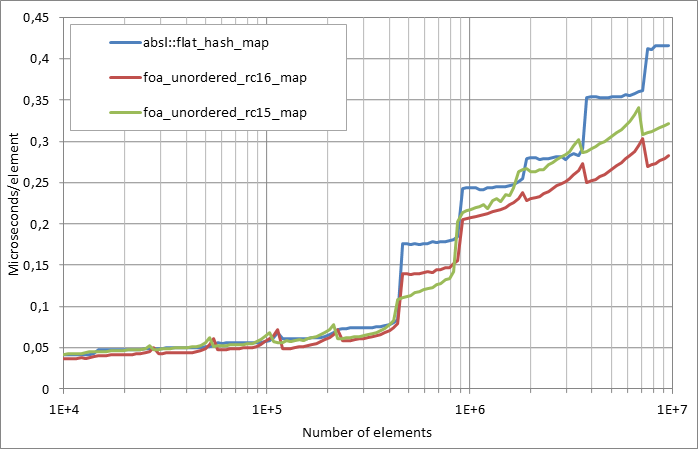 0,45
0,4
0,35
0,3
0,25
0,2
0,15
0,1
0,05
0
Microseconds/element
absl::flat_hash_map
foa_unordered_rc16_map
foa_unordered_rc15_map
1E+4
1E+5
1E+6
1E+7
Number of elements